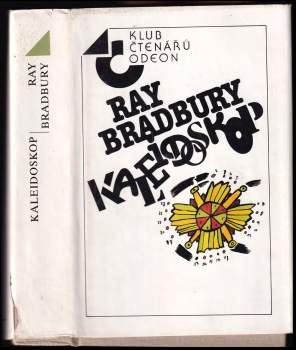 KALEIDOSKOP
RAY
BRADBURY
KLUB
ČTENÁŘŮ
ODEON
RAY
BRADBURY
KALEIDOSKOP